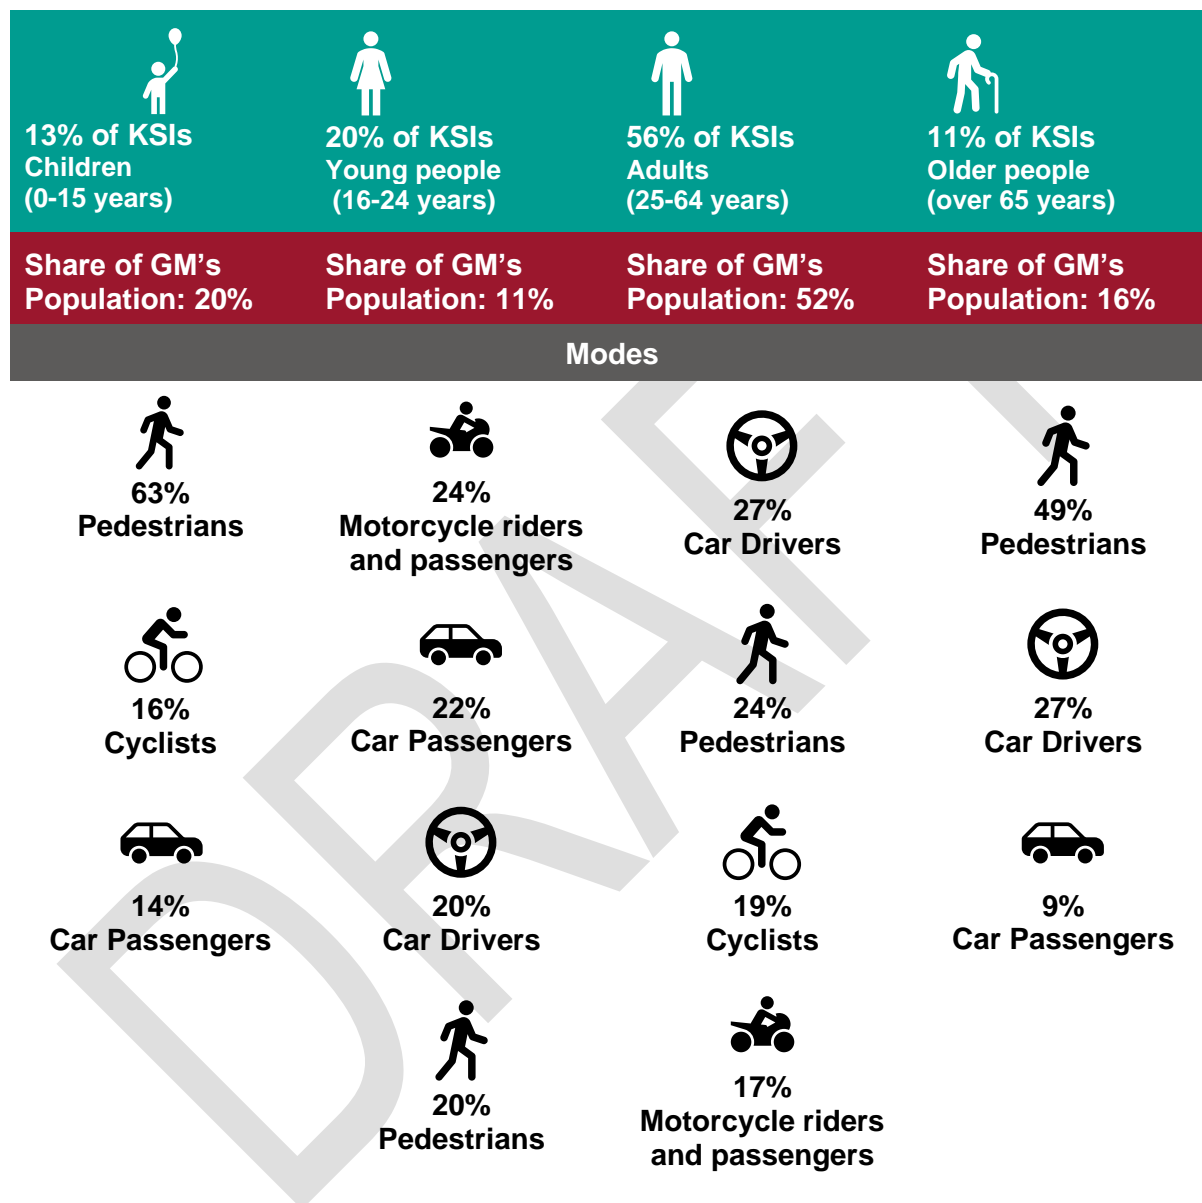 13% of KSIs
Children
(0-15 years)
20% of KSIs
Young people
(16-24 years)
56% of KSIs
Adults
(25-64 years)
11% of KSIs
Older people
(over 65 years)
Share of GM's
Population: 20%
Share of GM's
Population: 11%
Share of GM's
Population: 52%
Share of GM's
Population: 16%
Modes
63%
Pedestrians
24%
Motorcycle riders
and passengers
27%
Car Drivers
49%
Pedestrians
16%
Cyclists
22%
Car Passengers
24%
Pedestrians
27%
Car Drivers
14%
Car Passengers
20%
Car Drivers
19%
Cyclists
9%
Car Passengers
20%
Pedestrians
17%
Motorcycle riders
and passengers
DRAFT